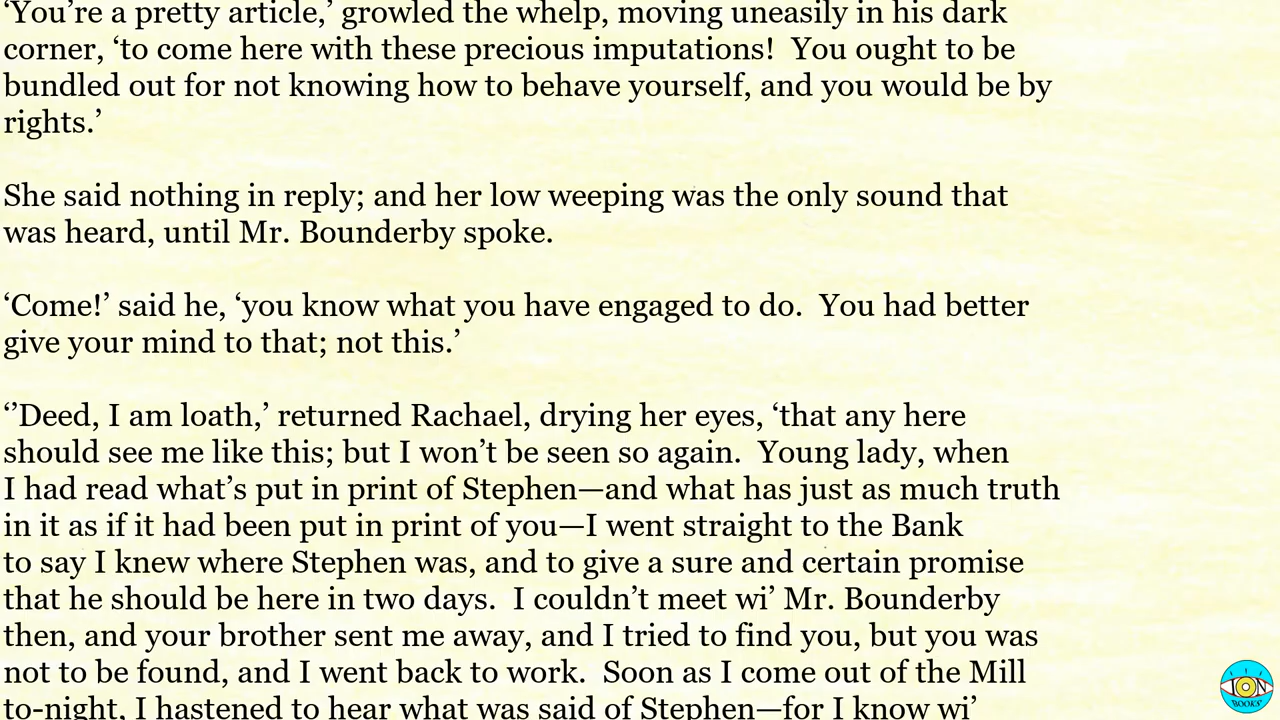 ‘You’re a pretty article,’ growled the whelp, moving uneasily in his dark
corner, ‘to come here with these precious imputations!  You ought to be
bundled out for not knowing how to behave yourself, and you would be by
rights.’
She said nothing in reply; and her low weeping was the only sound that
was heard, until Mr. Bounderby spoke.
‘Come!’ said he, ‘you know what you have engaged to do.  You had better
give your mind to that; not this.’
‘’Deed, I am loath,’ returned Rachael, drying her eyes, ‘that any here
should see me like this; but I won’t be seen so again.  Young lady, when
I had read what’s put in print of Stephen—and what has just as much truth
in it as if it had been put in print of you—I went straight to the Bank
to say I knew where Stephen was, and to give a sure and certain promise
that he should be here in two days.  I couldn’t meet wi’ Mr. Bounderby
then, and your brother sent me away, and I tried to find you, but you was
not to be found, and I went back to work.  Soon as I come out of the Mill
to-night, I hastened to hear what was said of Stephen—for I know wi’
ION
BOOKS